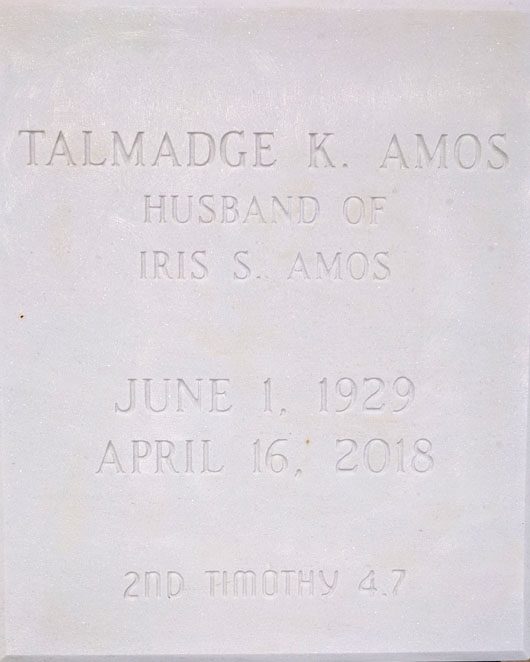 TALMADGE K. AMOS
HUSBAND OF
IRIS S. AMOS
JUNE 1, 1929
APRIL 16, 2018
2ND TIMOTHY 4.7